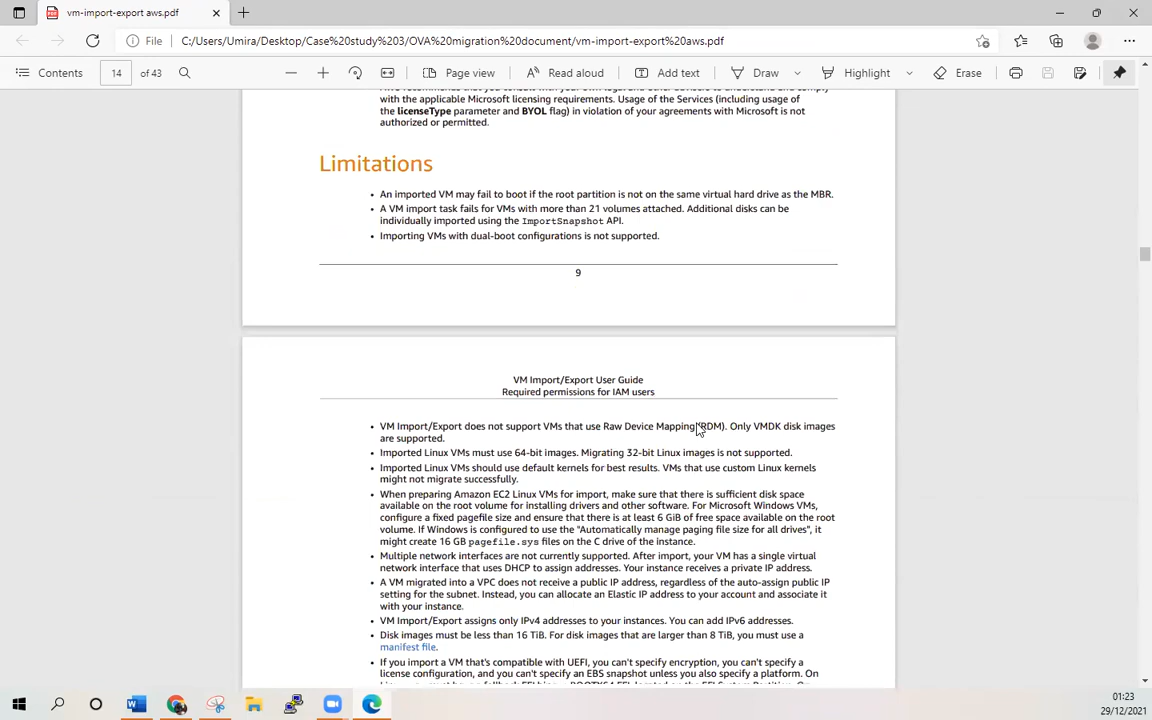 vm-import-export aws.pdf
File
C:/Users/Umira/Desktop/Case%20study%203/OVA%20migration%20document/vm-import-export%20aws.pdf
Contents
14
of 43
Page view
Read aloud
Add text
Draw
Highlight
Erase
with the applicable Microsoft licensing requirements. Usage of the Services (including usage of
the licenseType parameter and BYOL flag) in violation of your agreements with Microsoft is not
authorized or permitted.
Limitations
• An imported VM may fail to boot if the root partition is not on the same virtual hard drive as the MBR.
• A VM import task fails for VMs with more than 21 volumes attached. Additional disks can be
individually imported using the ImportSnapshot API.
• Importing VMs with dual-boot configurations is not supported.
9
VM Import/Export User Guide
Required permissions for IAM users
• VM Import/Export does not support VMs that use Raw Device Mapping (RDM). Only VMDK disk images
are supported.
• Imported Linux VMs must use 64-bit images. Migrating 32-bit Linux images is not supported.
• Imported Linux VMs should use default kernels for best results. VMs that use custom Linux kernels
might not migrate successfully.
• When preparing Amazon EC2 Linux VMs for import, make sure that there is sufficient disk space
available on the root volume for installing drivers and other software. For Microsoft Windows VMs,
configure a fixed pagefile size and ensure that there is at least 6 GiB of free space available on the root
volume. If Windows is configured to use the "Automatically manage paging file size for all drives", it
might create 16 GB pagefile.sys files on the C drive of the instance.
• Multiple network interfaces are not currently supported. After import, your VM has a single virtual
network interface that uses DHCP to assign addresses. Your instance receives a private IP address.
• A VM migrated into a VPC does not receive a public IP address, regardless of the auto-assign public IP
setting for the subnet. Instead, you can allocate an Elastic IP address to your account and associate it
with your instance.
• VM Import/Export assigns only IPv4 addresses to your instances. You can add IPv6 addresses.
• Disk images must be less than 16 TiB. For disk images that are larger than 8 TiB, you must use a
manifest file.
• If you import a VM that's compatible with UEFI, you can't specify encryption, you can't specify a
license configuration, and you can't specify an EBS snapshot unless you also specify a platform. On
01:23
29/12/2021